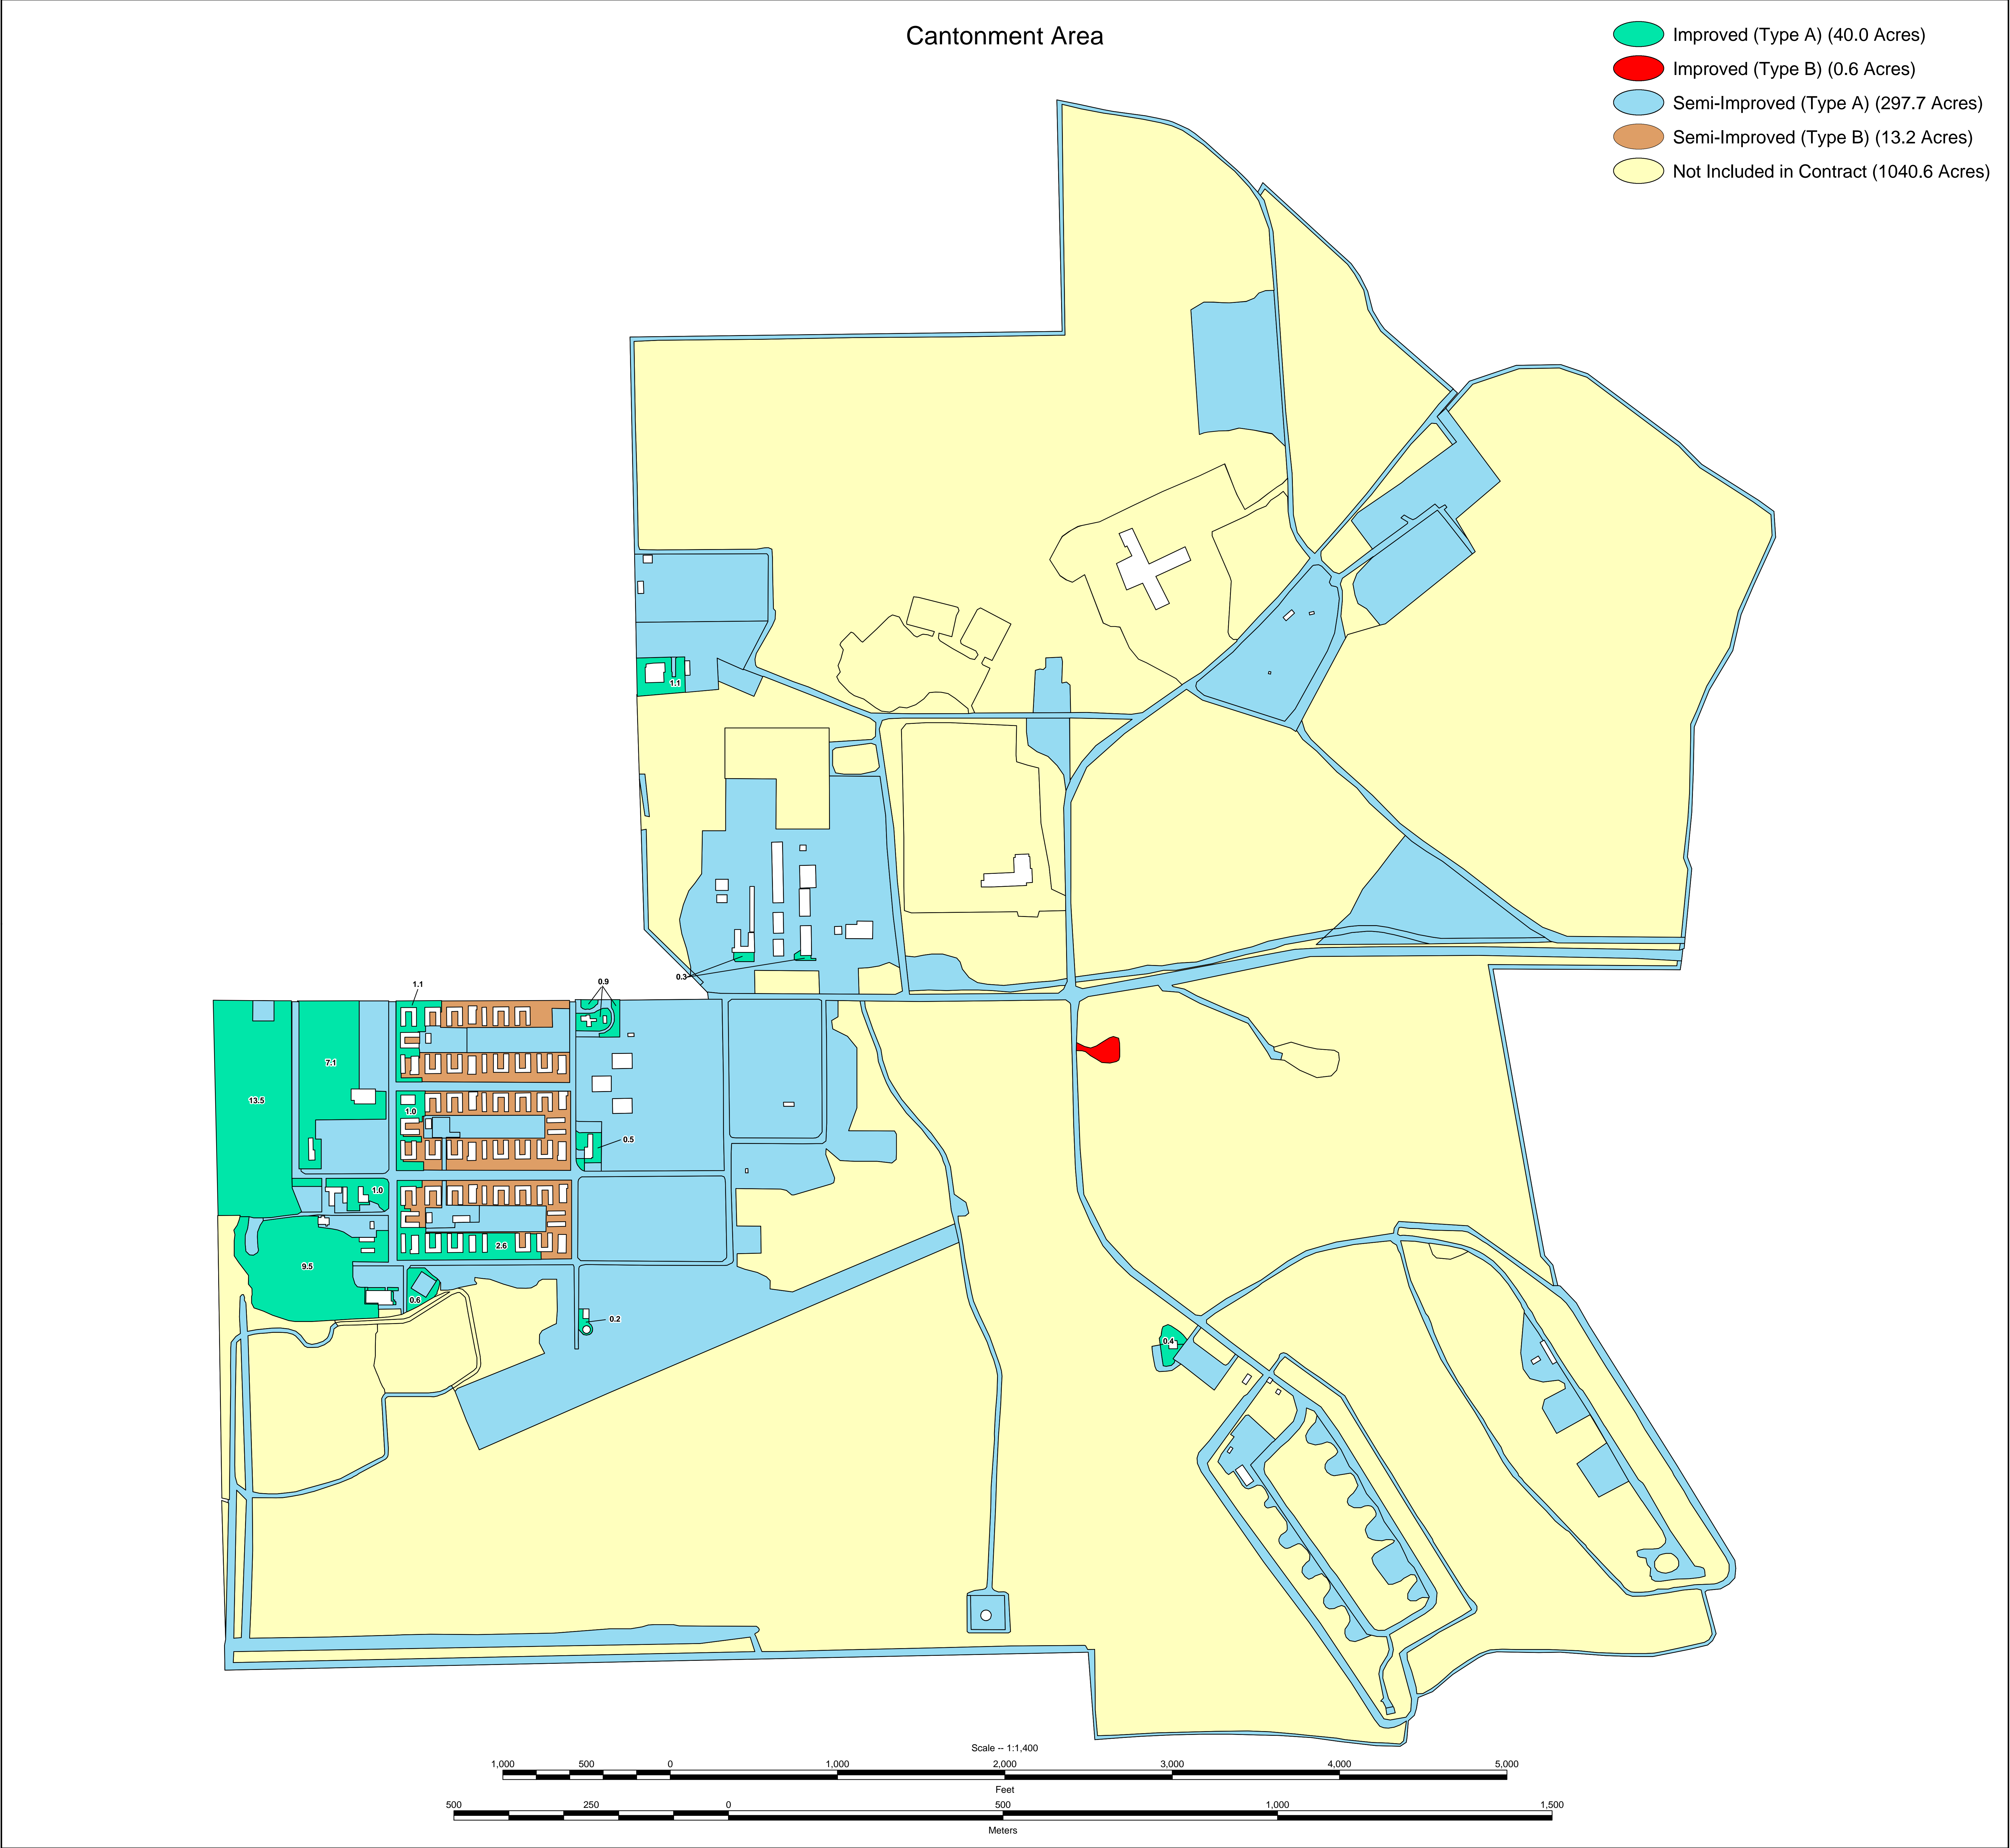 Cantonment Area
Improved (Type A) (40.0 Acres)
Improved (Type B) (0.6 Acres)
Semi-Improved (Type A) (297.7 Acres)
Semi-Improved (Type B) (13.2 Acres)
Not Included in Contract (1040.6 Acres)
1.1
0.3
1.1
0.9
7.1
13.5
1.0
0.5
1.0
2.6
9.5
0.6
0.2
0.4
Scale -- 1:1,400
1,000 500 0 1,000 2,000 3,000 4,000 5,000
Feet
500 250 0 500 1,000 1,500
Meters